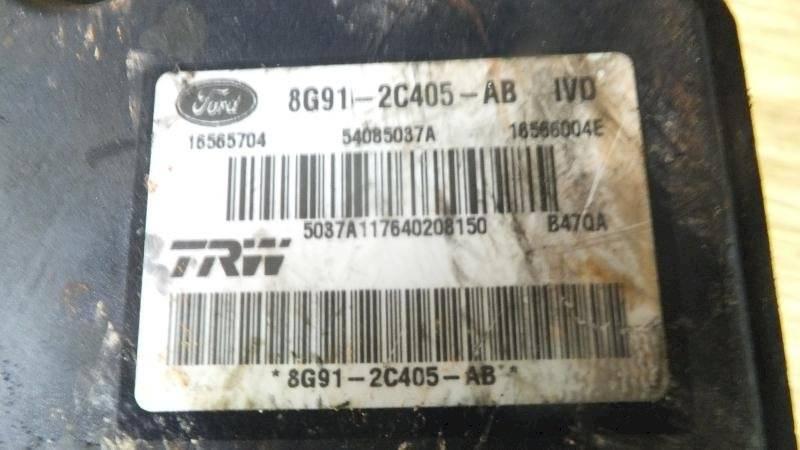 Ford 8G91-2C405-AB IVD
16565704 54085037A 16566004E
5037A117640208150 B47QA
TRW
*8G91-2C405-AB*